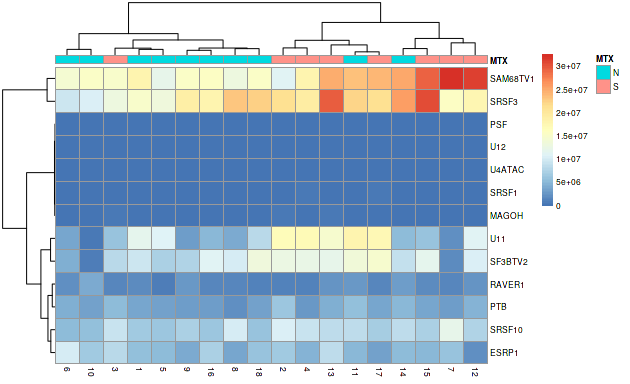 MTX
SAM68TV1
SRSF3
PSF
U12
U4ATAC
SRSF1
MAGOH
U11
SF3BTV2
RAVER1
PTB
SRSF10
ESRP1
6 10 3 1 5 9 16 8 18 2 4 13 11 17 14 15 7 12
3e+07
2.5e+07
2e+07
1.5e+07
1e+07
5e+06
0
MTX
N
S